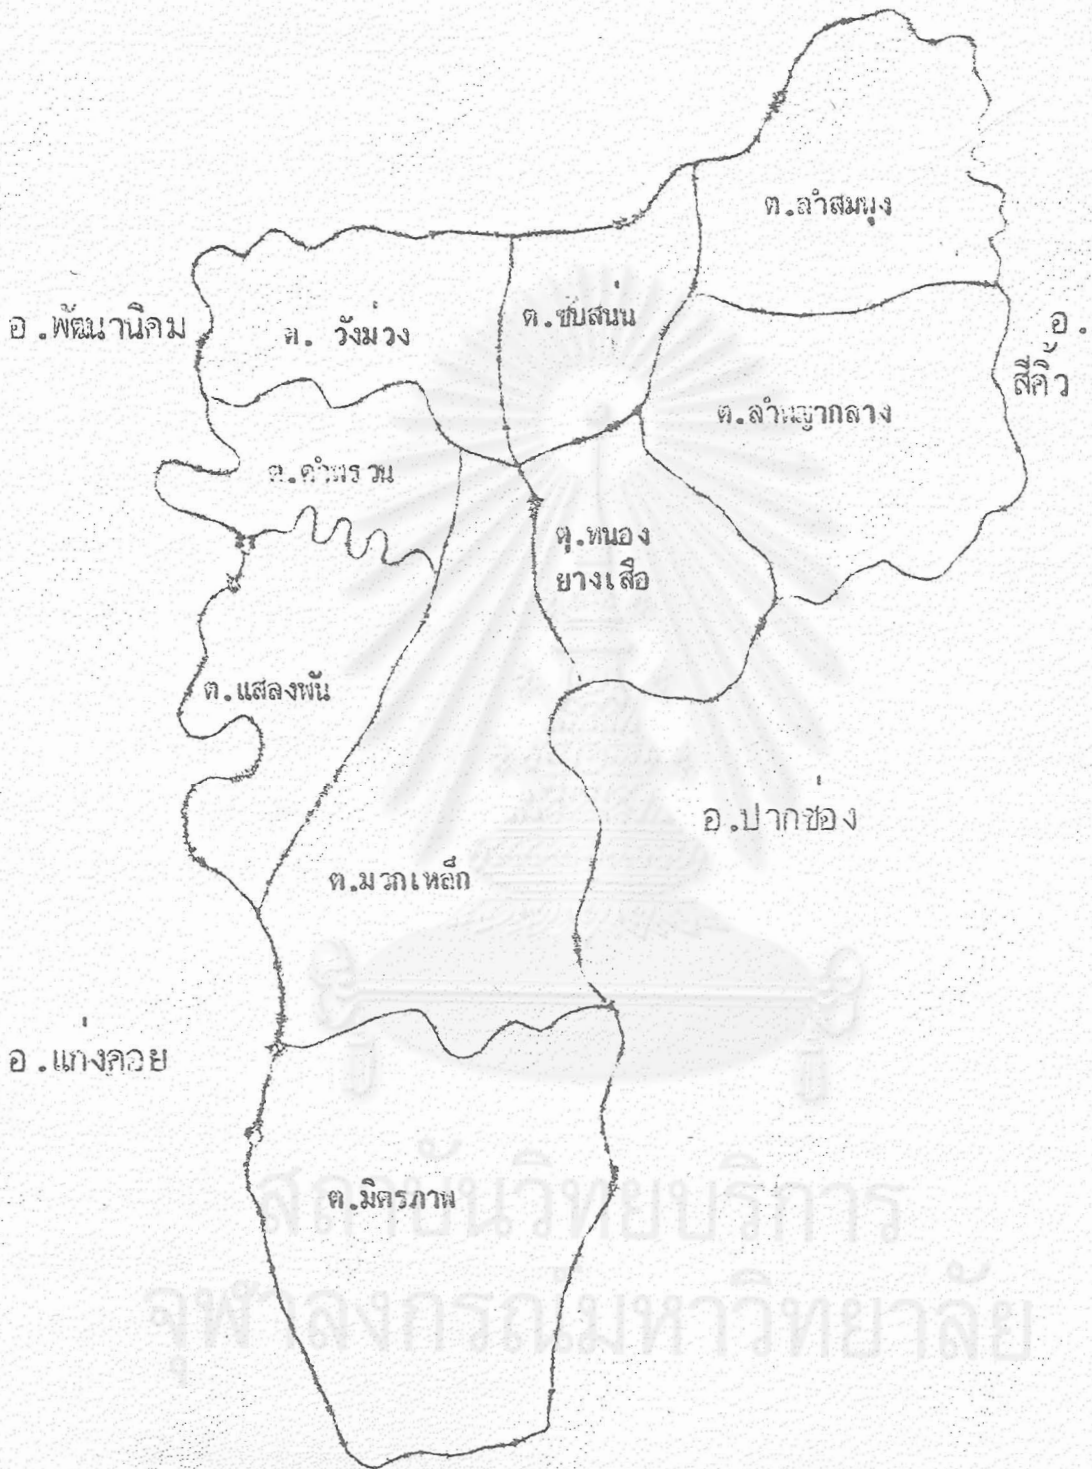 ต.ลำสมพุง
อ.พัฒนานิคม
ต. วังม่วง
ต.ซับสนุ่น
อ.
สีคิ้ว
ต.ลำพญากลาง
ต.คำพราน
ต.หนอง
ยางเสือ
ต.แสลงพัน
อ.ปากช่อง
ต.มวกเหล็ก
อ.แก่งคอย
ต.มิตรภาพ
สถาบันวิทยบริการ
จุฬาลงกรณ์มหาวิทยาลัย